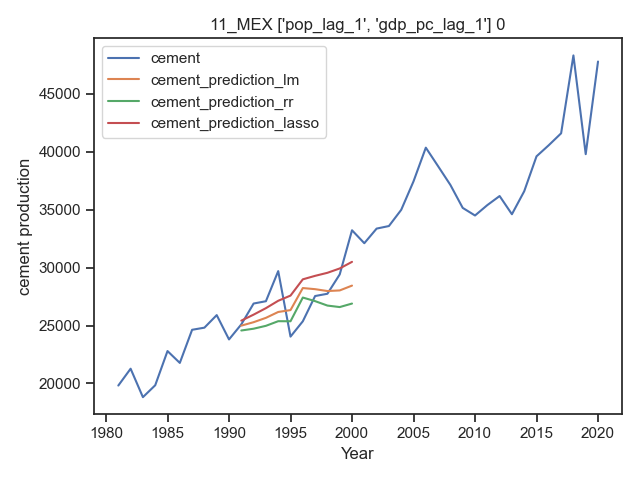 11_MEX ['pop_lag_1', 'gdp_pc_lag_1'] 0
cement
cement_prediction_lm
cement_prediction_rr
cement_prediction_lasso
45000
40000
35000
30000
25000
20000
cement production
1980 1985 1990 1995 2000 2005 2010 2015 2020
Year